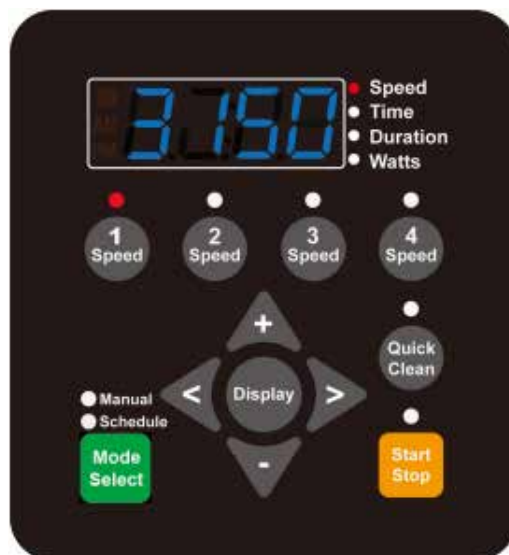 3150
Speed
Time
Duration
Watts
1 Speed
2 Speed
3 Speed
4 Speed
+
Quick Clean
<
Display
>
Manual
Schedule
Mode Select
-
Start Stop